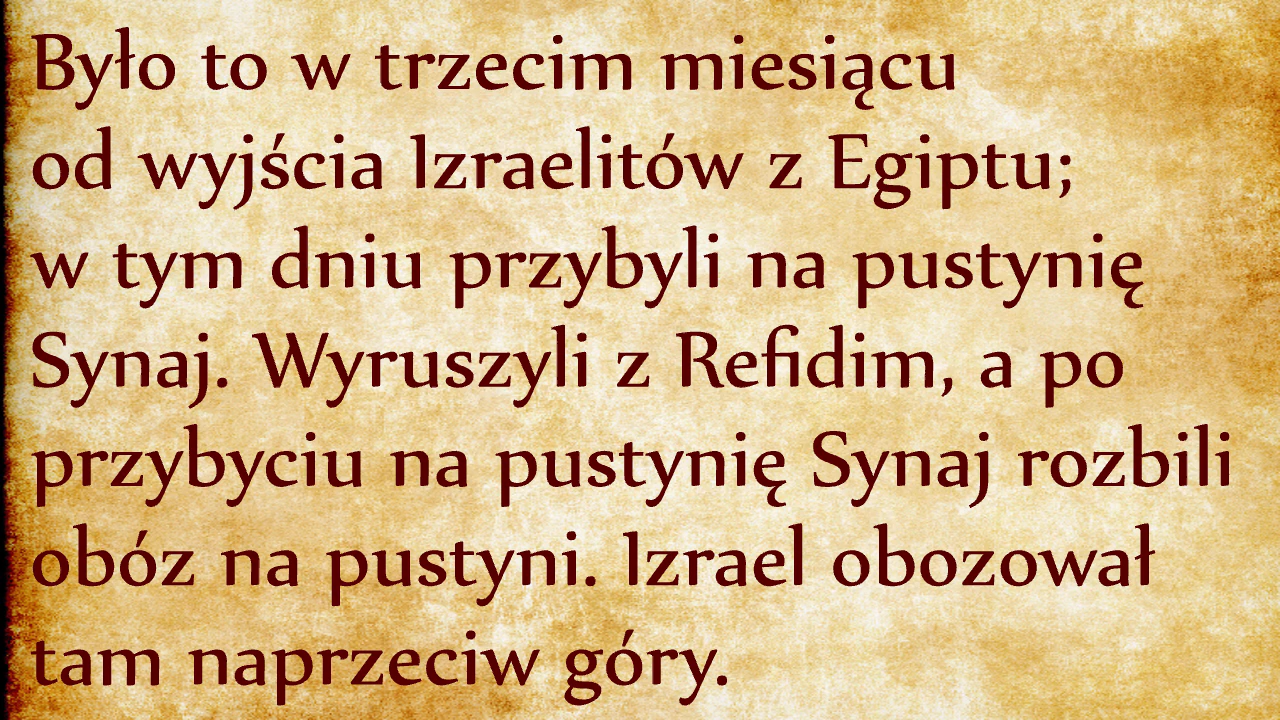 Było to w trzecim miesiącu
od wyjścia Izraelitów z Egiptu;
w tym dniu przybyli na pustynię
Synaj. Wyruszyli z Refidim, a po
przybyciu na pustynię Synaj rozbili
obóz na pustyni. Izrael obozował
tam naprzeciw góry.